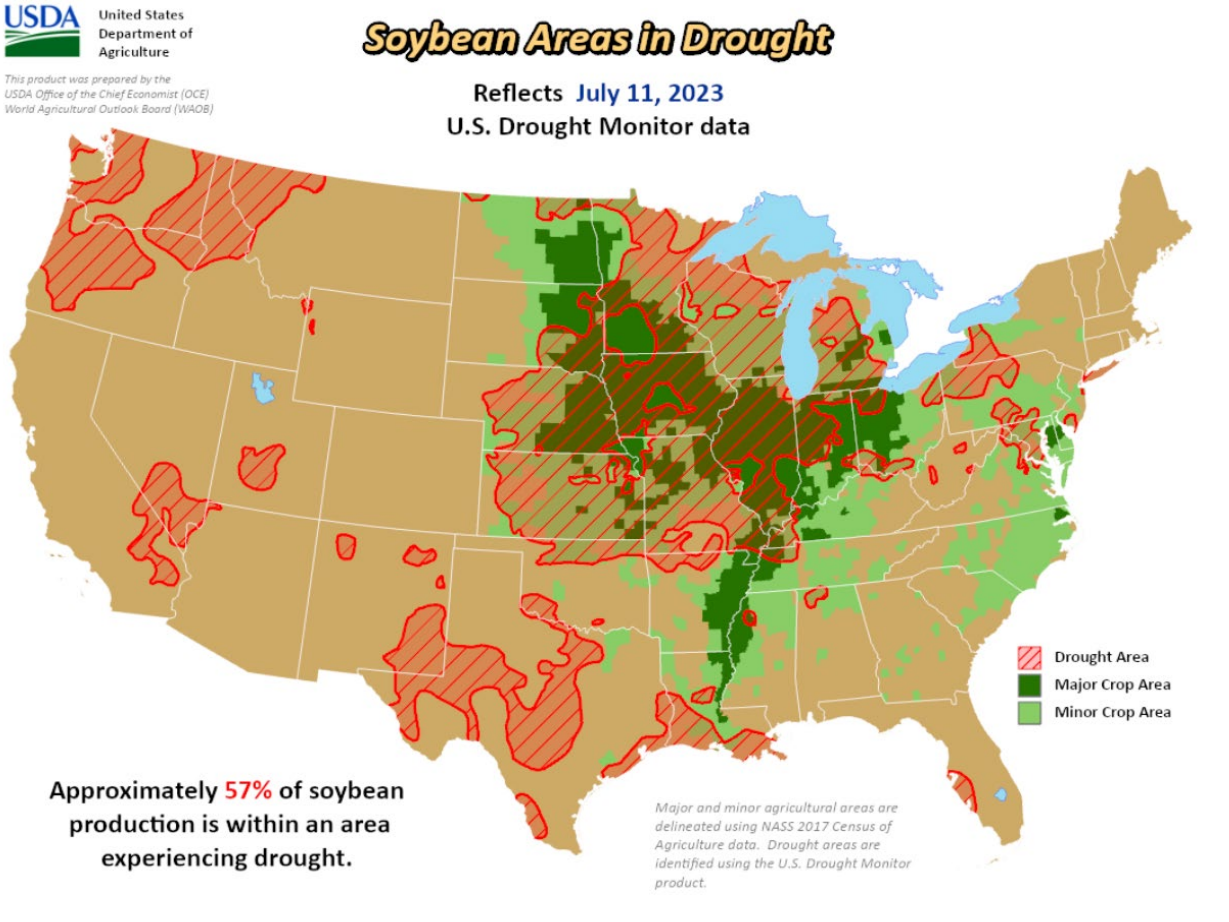 USDA
United States
Department of
Agriculture
This product was prepared by the
USDA Office of the Chief Economist (OCE)
World Agricultural Outlook Board (WAOB)
Soybean Areas in Drought
Reflects July 11, 2023
U.S. Drought Monitor data
Drought Area
Major Crop Area
Minor Crop Area
Approximately 57% of soybean
production is within an area
experiencing drought.
Major and minor agricultural areas are
delineated using NASS 2017 Census of
Agriculture data. Drought areas are
identified using the U.S. Drought Monitor
product.